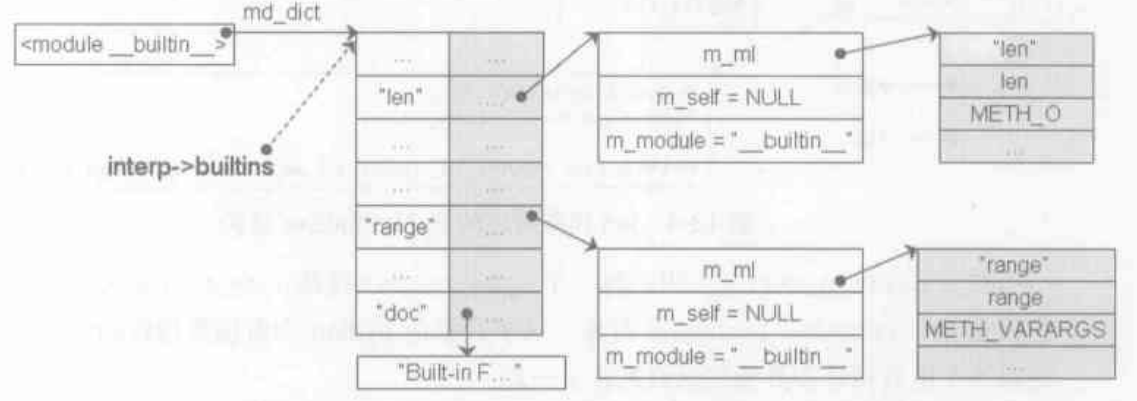 md_dict
<module __builtin__>
... ...
m_ml
"len"
"len" .../
m_self = NULL
len
METH_O
... ...
m_module = "__builtin__"
...
interp->builtins
... ...
"range" ...
... ...
m_ml
"range"
"doc"
m_self = NULL
range
METH_VARARGS
"Built-in F..."
m_module = "__builtin__"
...